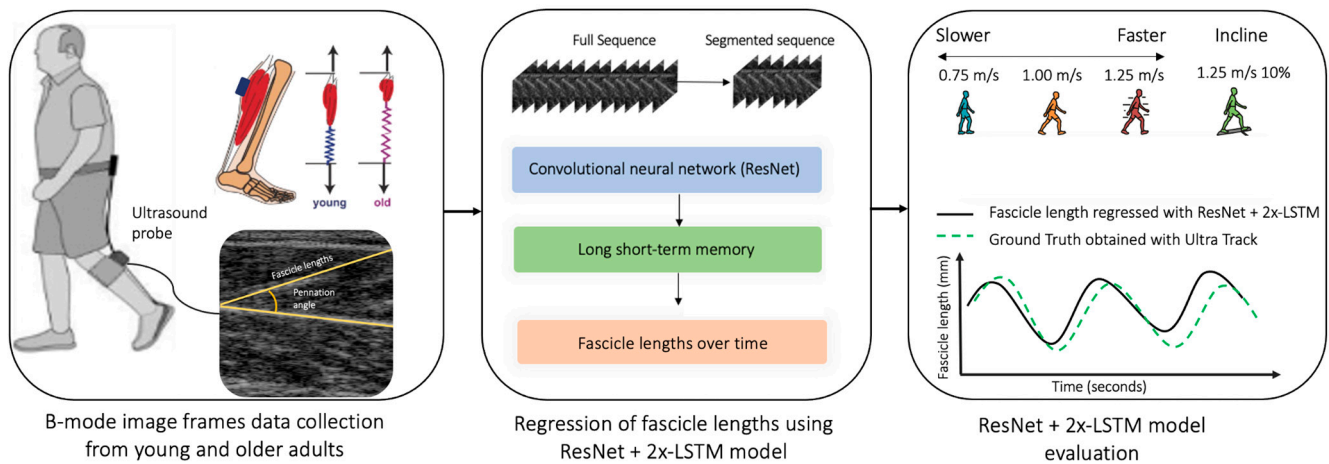 Ultrasound
probe
young
old
Fascicle lengths
Pennation
angle
B-mode image frames data collection
from young and older adults
Full Sequence
Segmented sequence
Convolutional neural network (ResNet)
Long short-term memory
Fascicle lengths over time
Regression of fascicle lengths using
ResNet + 2x-LSTM model
Slower
Faster
Incline
0.75 m/s
1.00 m/s
1.25 m/s
1.25 m/s 10%
Fascicle length regressed with ResNet + 2x-LSTM
Ground Truth obtained with Ultra Track
Fascicle length (mm)
Time (seconds)
ResNet + 2x-LSTM model
evaluation